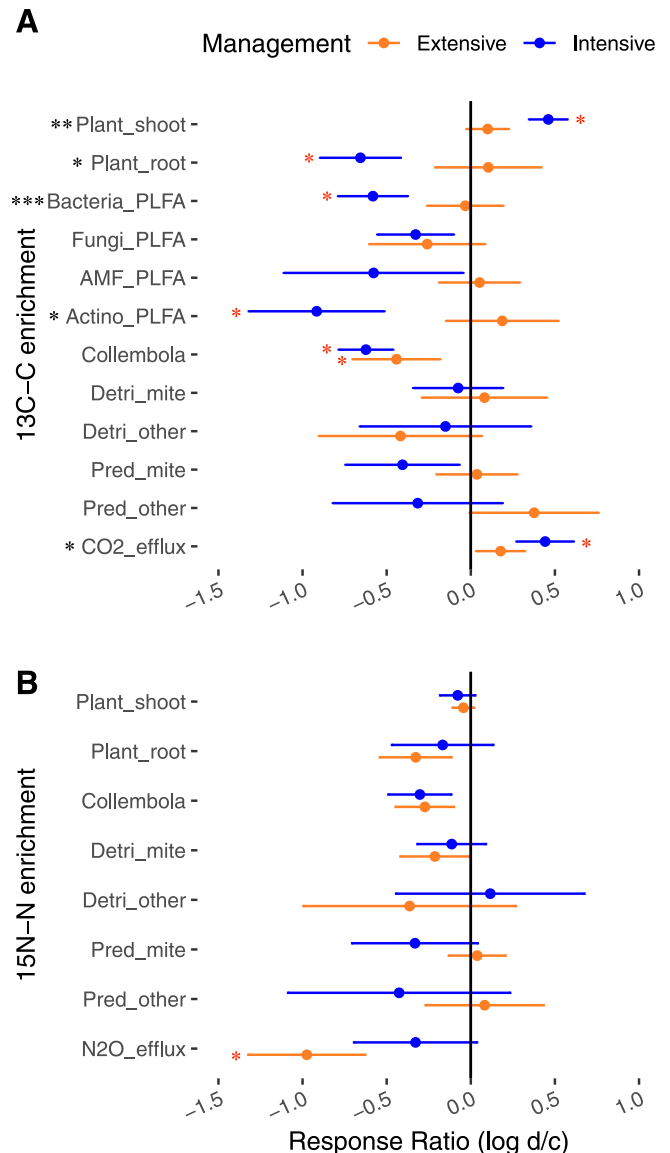 A
Management Extensive Intensive
**Plant_shoot *
* Plant_root *
***Bacteria_PLFA *
Fungi_PLFA
AMF_PLFA
* Actino_PLFA *
Collembola * *
Detri_mite
Detri_other
Pred_mite
Pred_other
* CO2_efflux *
13C−C enrichment
−1.5 −1.0 −0.5 0.0 0.5 1.0
B
Plant_shoot
Plant_root
Collembola
Detri_mite
Detri_other
Pred_mite
Pred_other
N2O_efflux *
15N−N enrichment
−1.5 −1.0 −0.5 0.0 0.5 1.0
Response Ratio (log d/c)